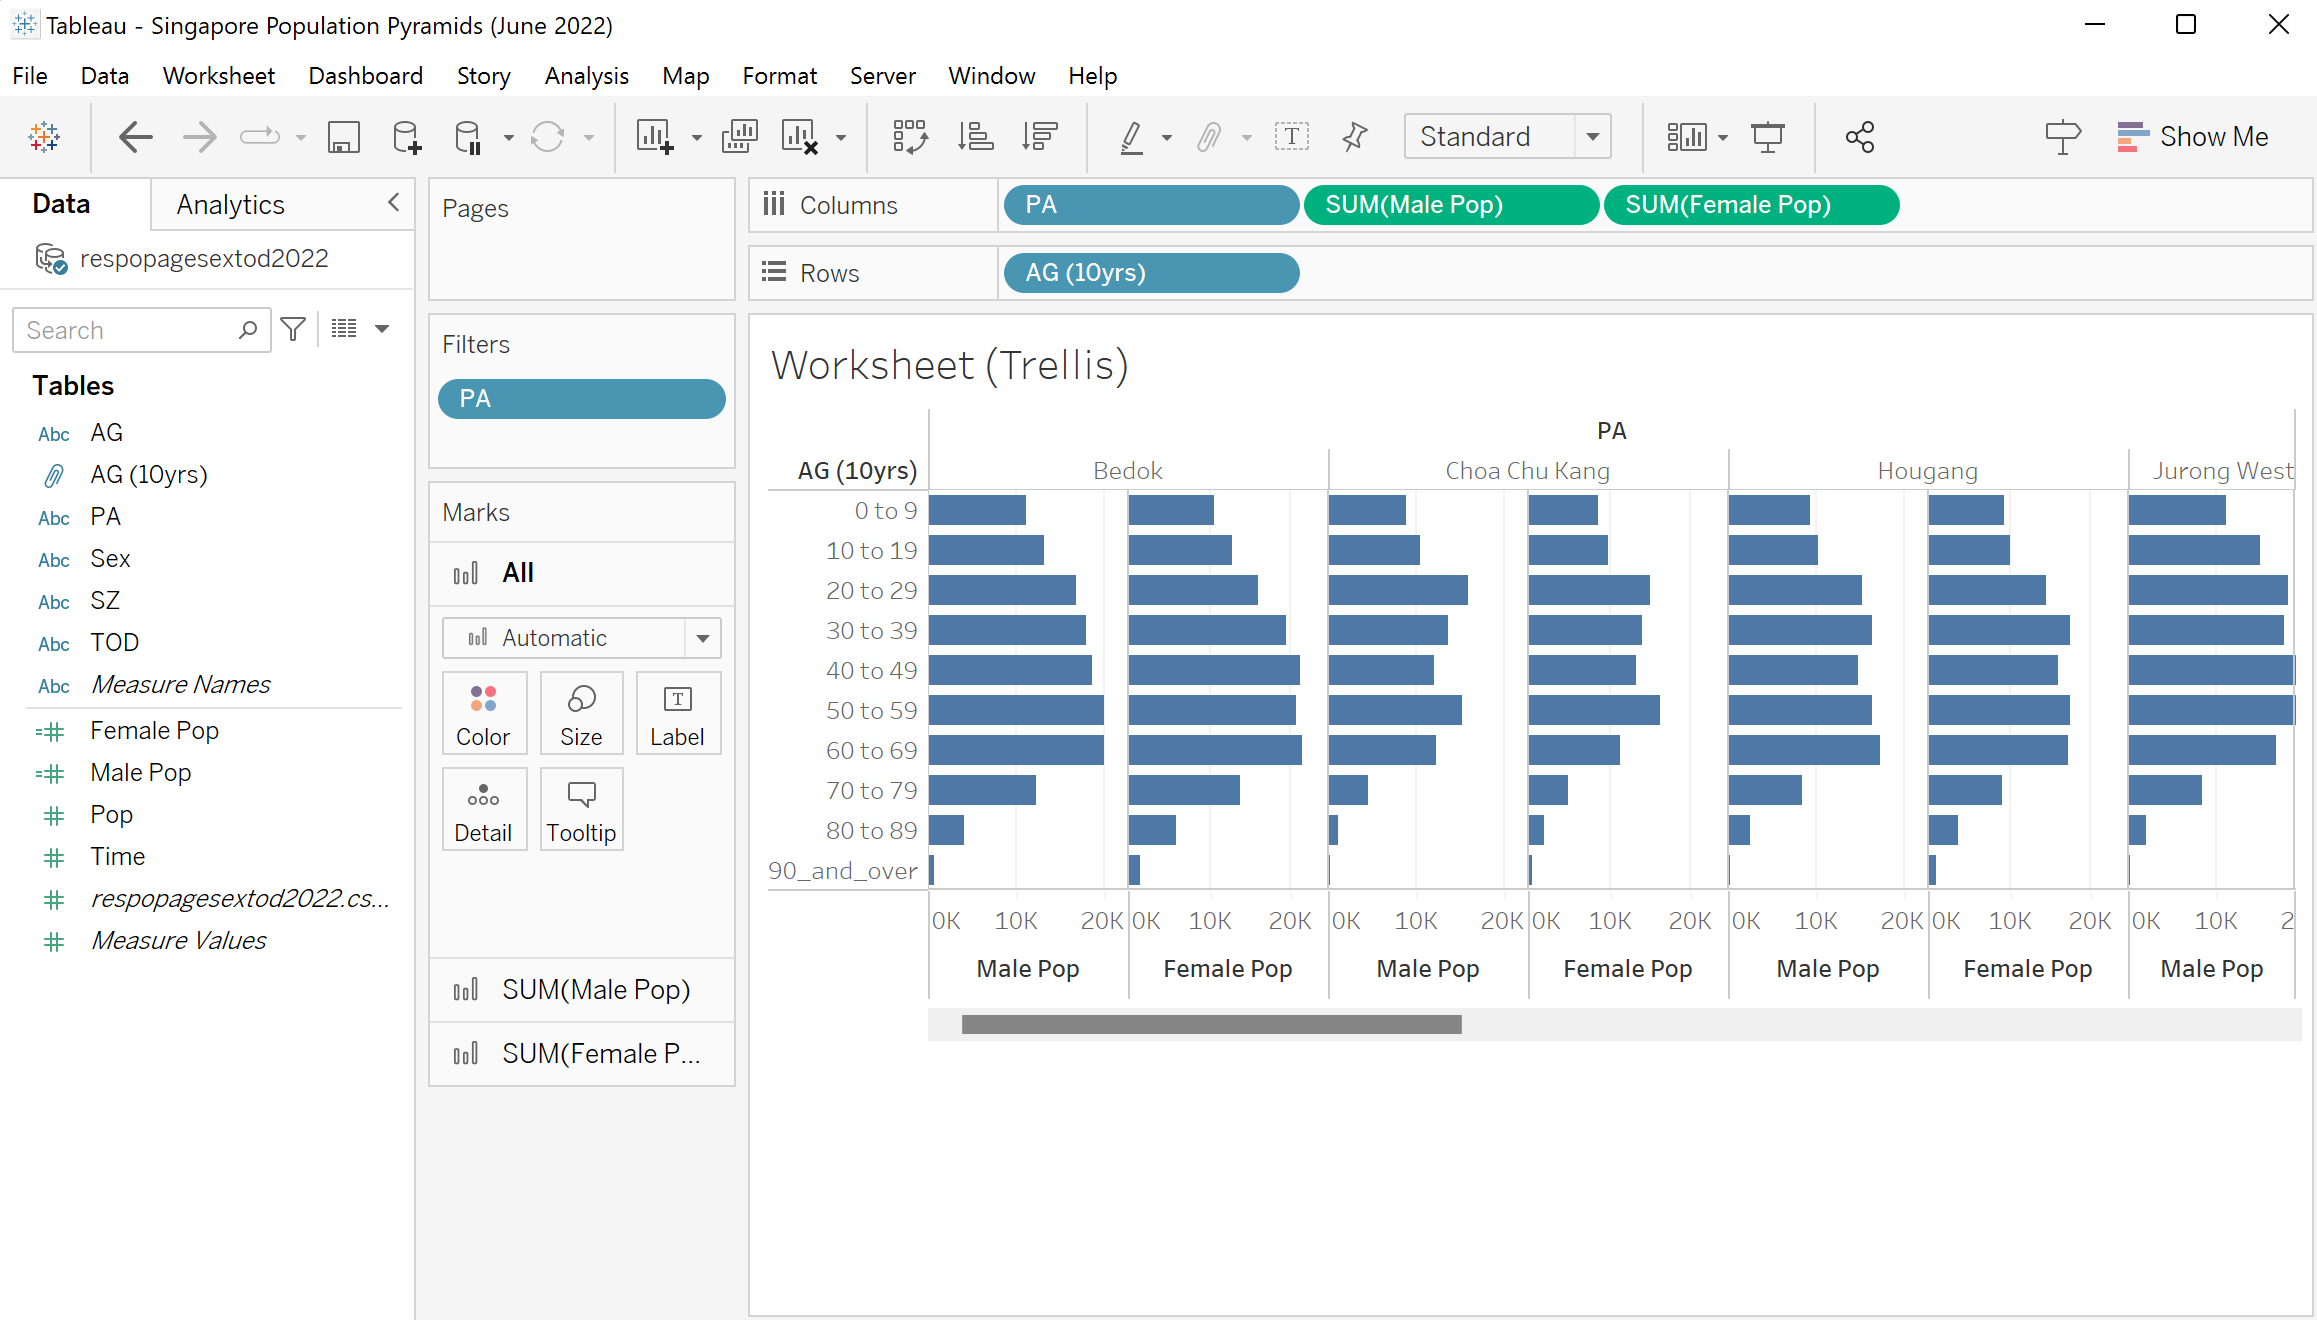 Tableau - Singapore Population Pyramids (June 2022)
File Data Worksheet Dashboard Story Analysis Map Format Server Window Help
Standard
Show Me
Data Analytics
respopagesextod2022
Search
Tables
Abc AG
AG (10yrs)
Abc PA
Abc Sex
Abc SZ
Abc TOD
Abc Measure Names
=# Female Pop
=# Male Pop
# Pop
# Time
# respopagesextod2022.cs...
# Measure Values
Pages
Filters
PA
Marks
All
Automatic
Color Size Label
Detail Tooltip
SUM(Male Pop)
SUM(Female P...
Columns PA SUM(Male Pop) SUM(Female Pop)
Rows AG (10yrs)
Worksheet (Trellis)
PA
AG (10yrs) Bedok Choa Chu Kang Hougang Jurong West
0 to 9
10 to 19
20 to 29
30 to 39
40 to 49
50 to 59
60 to 69
70 to 79
80 to 89
90_and_over
0K 10K 20K 0K 10K 20K 0K 10K 20K 0K 10K 20K 0K 10K 20K 0K 10K 20K 0K 10K 2
Male Pop Female Pop Male Pop Female Pop Male Pop Female Pop Male Pop